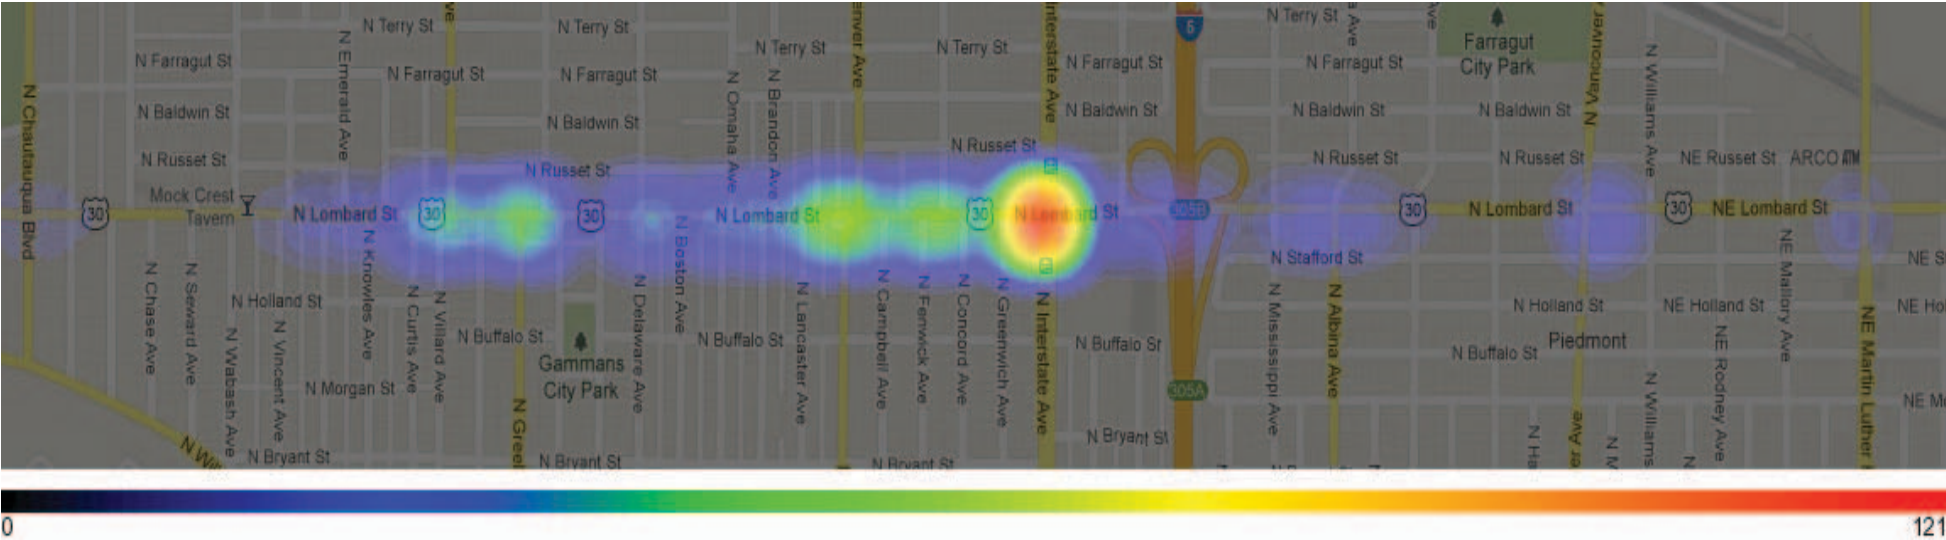 N Terry St
N Terry St
N Terry St
N Terry St
N Terry St
5
Farragut
City Park
N Farragut St
N Farragut St
N Farragut St
N Farragut St
N Farragut St
N Baldwin St
N Baldwin St
N Baldwin St
N Baldwin St
N Baldwin St
N Russet St
N Russet St
N Russet St
N Russet St
N Russet St
NE Russet St
ARCO ATM
N Chautauqua Blvd
N Emerald Ave
N Omaha Ave
N Brandon Ave
Interstate Ave
N Williams Ave
Mock Crest
Tavern
30
N Lombard St
30
30
N Lombard St
30
N Lombard St
305B
30
N Lombard St
30
NE Lombard St
N Stafford St
N Chase Ave
N Seward Ave
N Wabash Ave
N Vincent Ave
N Knowles Ave
N Curtis Ave
N Villard Ave
N Delaware Ave
N Boston Ave
N Lancaster Ave
N Campbell Ave
N Fenwick Ave
N Concord Ave
N Greenwich Ave
N Interstate Ave
N Mississippi Ave
N Albina Ave
NE Mallory Ave
NE Rodney Ave
NE Martin Luther
N Williams
N Holland St
N Holland St
NE Holland St
NE Ho
N Buffalo St
N Buffalo St
N Buffalo St
N Buffalo St
Piedmont
Gammans
City Park
N Morgan St
305A
N Bryant St
N Bryant St
N Bryant St
N Bryant St
0
121